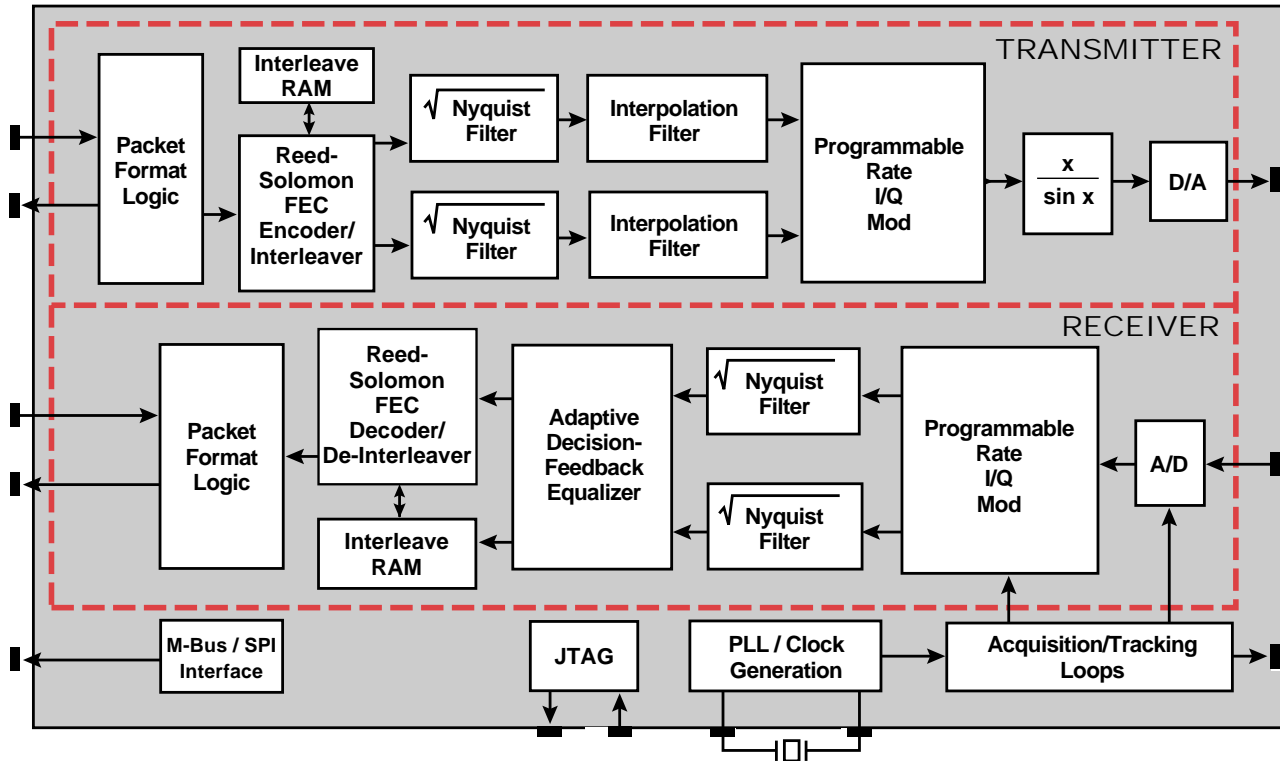 TRANSMITTER
Packet
Format
Logic
Interleave
RAM
Reed-
Solomon
FEC
Encoder/
Interleaver
√ Nyquist
Filter
Interpolation
Filter
√ Nyquist
Filter
Interpolation
Filter
Programmable
Rate
I/Q
Mod
x
sin x
D/A
RECEIVER
Packet
Format
Logic
Reed-
Solomon
FEC
Decoder/
De-Interleaver
Interleave
RAM
Adaptive
Decision-
Feedback
Equalizer
√ Nyquist
Filter
√ Nyquist
Filter
Programmable
Rate
I/Q
Mod
A/D
M-Bus / SPI
Interface
JTAG
PLL / Clock
Generation
Acquisition/Tracking
Loops